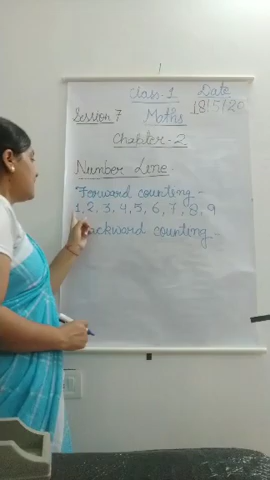 Class-1 Date
Session 7 Maths 18/5/20
Chapter-2
Number Line
Forward counting -
1, 2, 3, 4, 5, 6, 7, 8, 9
Backward counting -